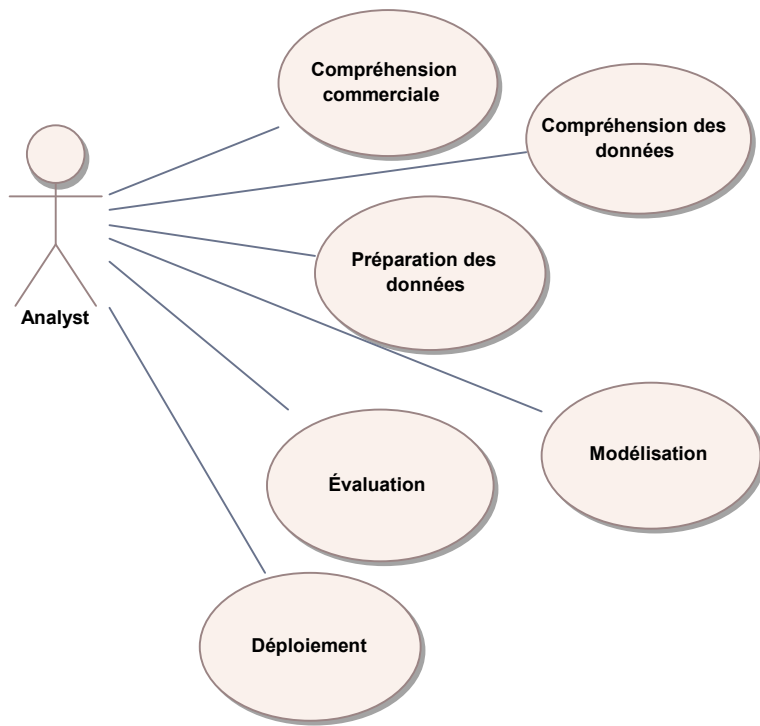 Compréhension
commerciale
Compréhension des
données
Préparation des
données
Analyst
Modélisation
Évaluation
Déploiement